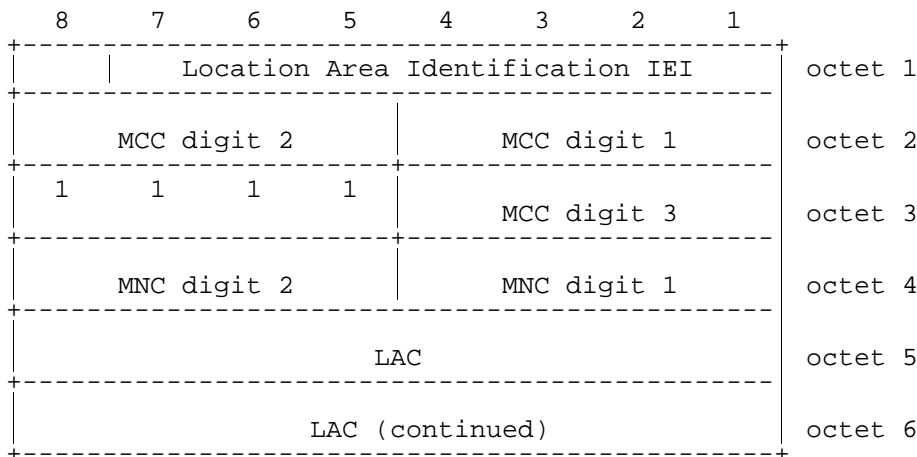 8 7 6 5 4 3 2 1
Location Area Identification IEI octet 1
MCC digit 2 MCC digit 1 octet 2
1 1 1 1
MCC digit 3 octet 3
MNC digit 2 MNC digit 1 octet 4
LAC octet 5
LAC (continued) octet 6